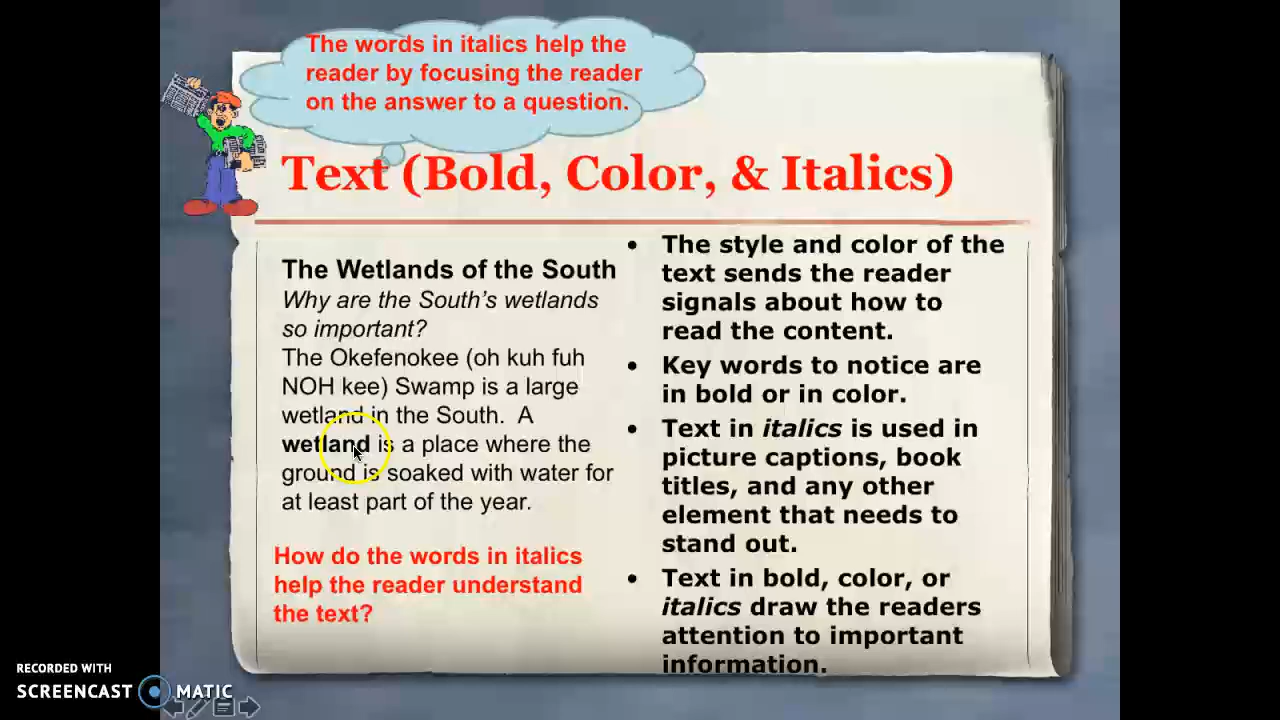 The words in italics help the
reader by focusing the reader
on the answer to a question.
Text (Bold, Color, & Italics)
The Wetlands of the South
Why are the South's wetlands
so important?
The Okefenokee (oh kuh fuh
NOH kee) Swamp is a large
wetland in the South.  A
wetland is a place where the
ground is soaked with water for
at least part of the year.
How do the words in italics
help the reader understand
the text?
• The style and color of the
text sends the reader
signals about how to
read the content.
• Key words to notice are
in bold or in color.
• Text in italics is used in
picture captions, book
titles, and any other
element that needs to
stand out.
• Text in bold, color, or
italics draw the readers
attention to important
information.
RECORDED WITH
SCREENCAST MATIC